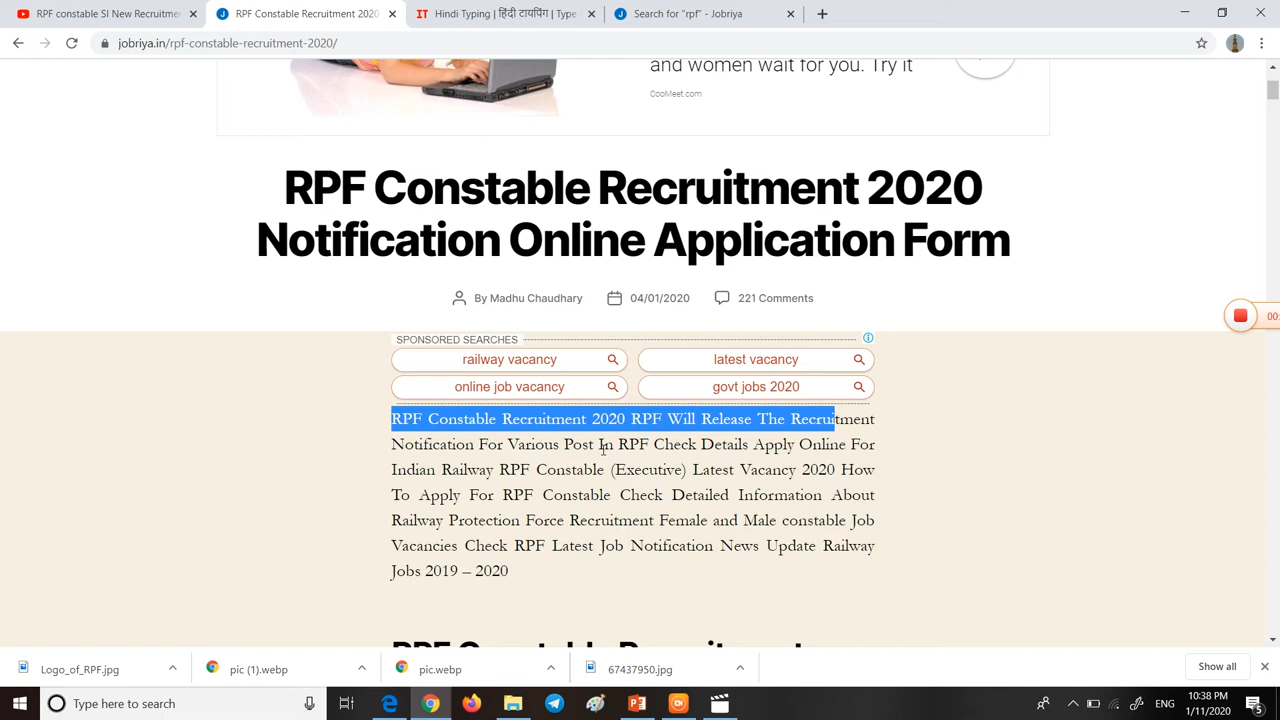 RPF constable SI New Recruitme
RPF Constable Recruitment 2020
Hindi Typing | हिंदी टायपिंग | Type
Search for "rpf" - Jobriya
jobriya.in/rpf-constable-recruitment-2020/
and women wait for you. Try it
CooMeet.com
RPF Constable Recruitment 2020
Notification Online Application Form
By Madhu Chaudhary 04/01/2020 221 Comments
00:
SPONSORED SEARCHES
railway vacancy latest vacancy
online job vacancy govt jobs 2020
RPF Constable Recruitment 2020 RPF Will Release The Recruitment
Notification For Various Post In RPF Check Details Apply Online For
Indian Railway RPF Constable (Executive) Latest Vacancy 2020 How
To Apply For RPF Constable Check Detailed Information About
Railway Protection Force Recruitment Female and Male constable Job
Vacancies Check RPF Latest Job Notification News Update Railway
Jobs 2019 – 2020
Logo_of_RPF.jpg pic (1).webp pic.webp 67437950.jpg Show all
Type here to search
ENG
10:38 PM
1/11/2020
5